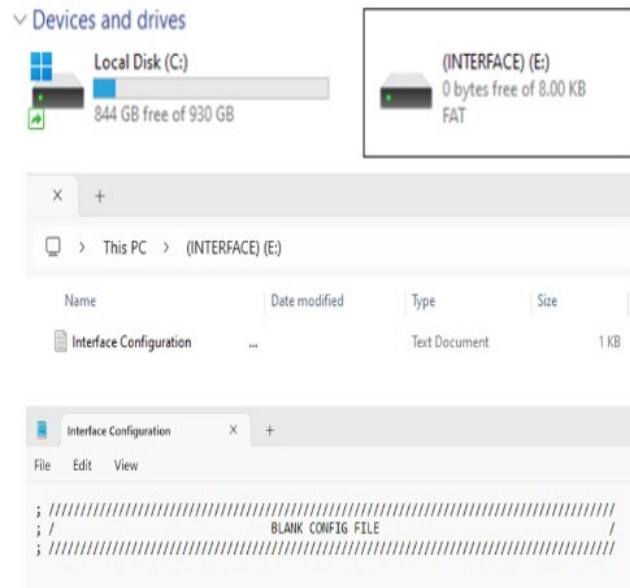 Devices and drives
Local Disk (C:)
844 GB free of 930 GB
(INTERFACE) (E:)
0 bytes free of 8.00 KB
FAT
This PC > (INTERFACE) (E:)
Name Date modified Type Size
Interface Configuration ... Text Document 1 KB
Interface Configuration
File Edit View
; ////////////////////////////////////////////////////////////////////////////////
; / BLANK CONFIG FILE /
; ////////////////////////////////////////////////////////////////////////////////